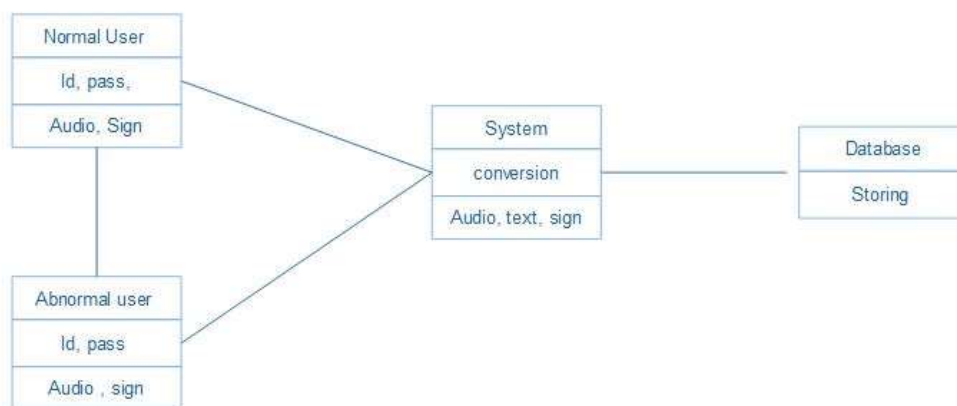 Normal User
Id, pass,
Audio, Sign
System
conversion
Audio, text, sign
Database
Storing
Abnormal user
Id, pass
Audio , sign